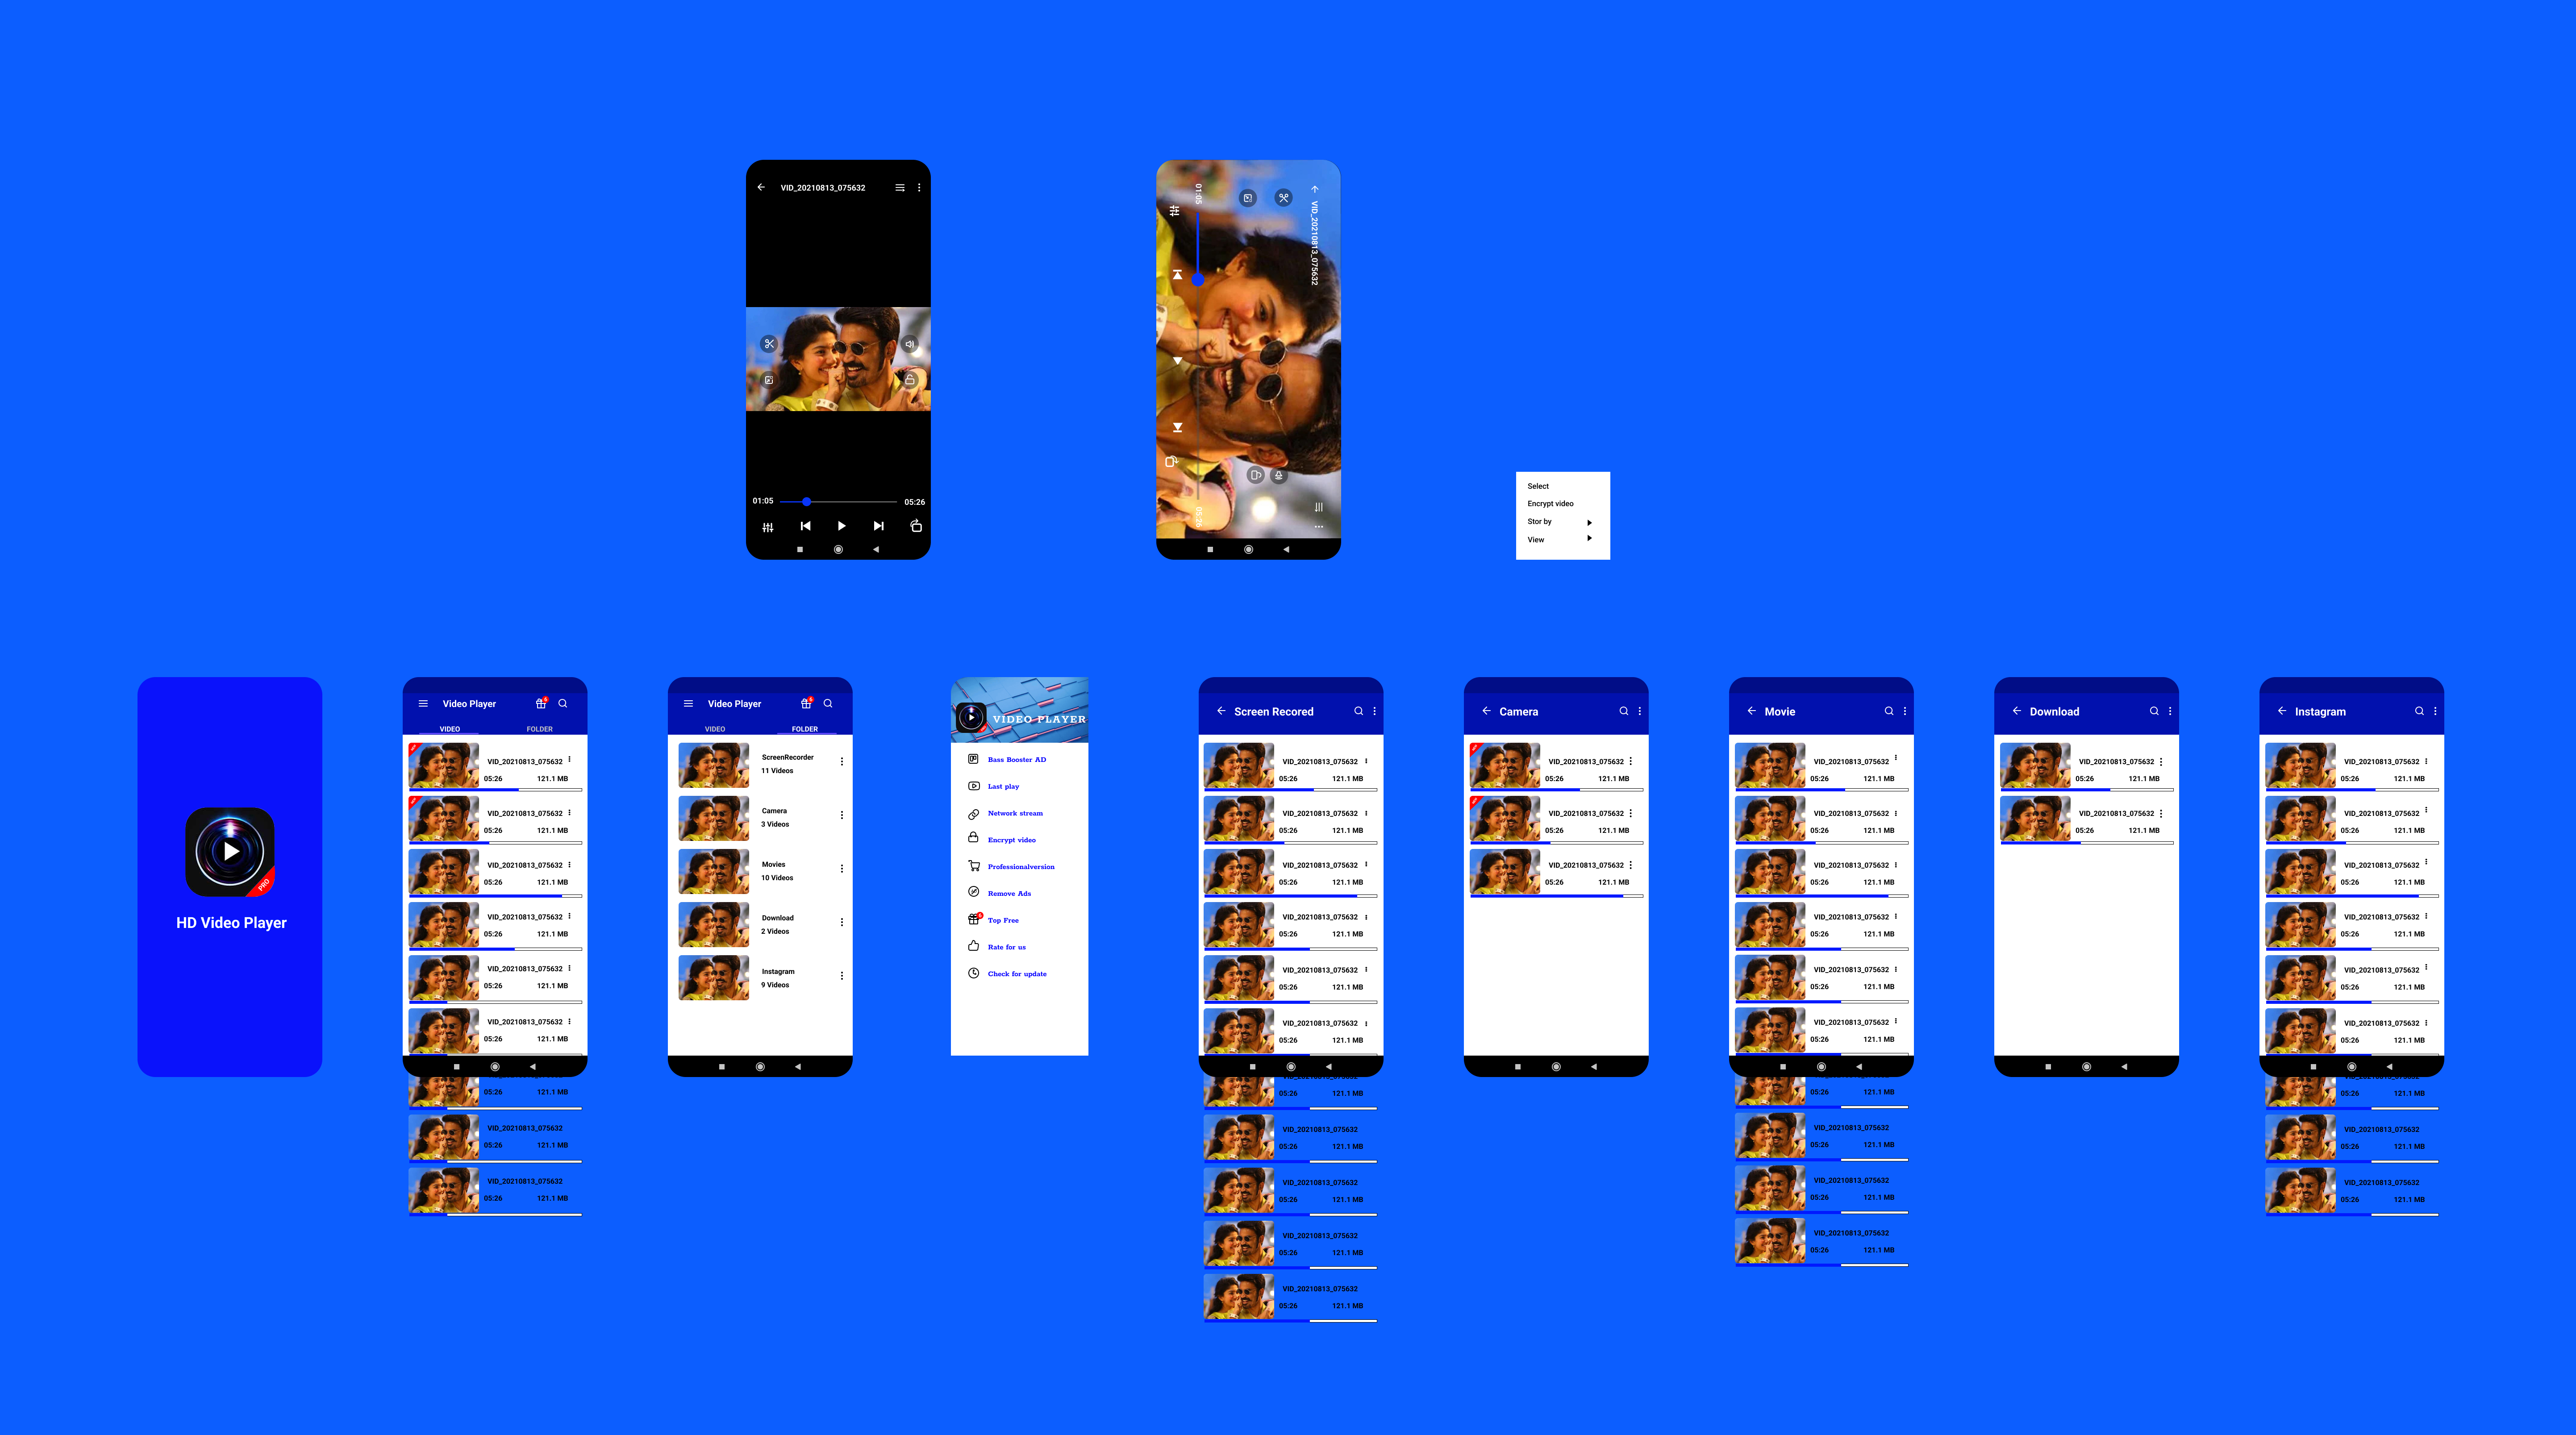 VID_20210813_075632
01:05 05:26
VID_20210813_075632
01:05
05:26
Select
Encrypt video
Stor by
View
PRO
HD Video Player
Video Player
VIDEO FOLDER
VID_20210813_075632
05:26 121.1 MB
VID_20210813_075632
05:26 121.1 MB
VID_20210813_075632
05:26 121.1 MB
VID_20210813_075632
05:26 121.1 MB
VID_20210813_075632
05:26 121.1 MB
VID_20210813_075632
05:26 121.1 MB
05:26 121.1 MB
VID_20210813_075632
05:26 121.1 MB
VID_20210813_075632
05:26 121.1 MB
Video Player
VIDEO FOLDER
ScreenRecorder
11 Videos
Camera
3 Videos
Movies
10 Videos
Download
2 Videos
Instagram
9 Videos
VIDEO PLAYER
Bass Booster AD
Last play
Network stream
Encrypt video
Professionalversion
Remove Ads
Top Free
Rate for us
Check for update
Screen Recored
VID_20210813_075632
05:26 121.1 MB
VID_20210813_075632
05:26 121.1 MB
VID_20210813_075632
05:26 121.1 MB
VID_20210813_075632
05:26 121.1 MB
VID_20210813_075632
05:26 121.1 MB
VID_20210813_075632
05:26 121.1 MB
05:26 121.1 MB
VID_20210813_075632
05:26 121.1 MB
VID_20210813_075632
05:26 121.1 MB
VID_20210813_075632
05:26 121.1 MB
VID_20210813_075632
05:26 121.1 MB
Camera
VID_20210813_075632
05:26 121.1 MB
VID_20210813_075632
05:26 121.1 MB
VID_20210813_075632
05:26 121.1 MB
Movie
VID_20210813_075632
05:26 121.1 MB
VID_20210813_075632
05:26 121.1 MB
VID_20210813_075632
05:26 121.1 MB
VID_20210813_075632
05:26 121.1 MB
VID_20210813_075632
05:26 121.1 MB
VID_20210813_075632
05:26 121.1 MB
05:26 121.1 MB
VID_20210813_075632
05:26 121.1 MB
VID_20210813_075632
05:26 121.1 MB
VID_20210813_075632
05:26 121.1 MB
Download
VID_20210813_075632
05:26 121.1 MB
VID_20210813_075632
05:26 121.1 MB
Instagram
VID_20210813_075632
05:26 121.1 MB
VID_20210813_075632
05:26 121.1 MB
VID_20210813_075632
05:26 121.1 MB
VID_20210813_075632
05:26 121.1 MB
VID_20210813_075632
05:26 121.1 MB
VID_20210813_075632
05:26 121.1 MB
05:26 121.1 MB
VID_20210813_075632
05:26 121.1 MB
VID_20210813_075632
05:26 121.1 MB